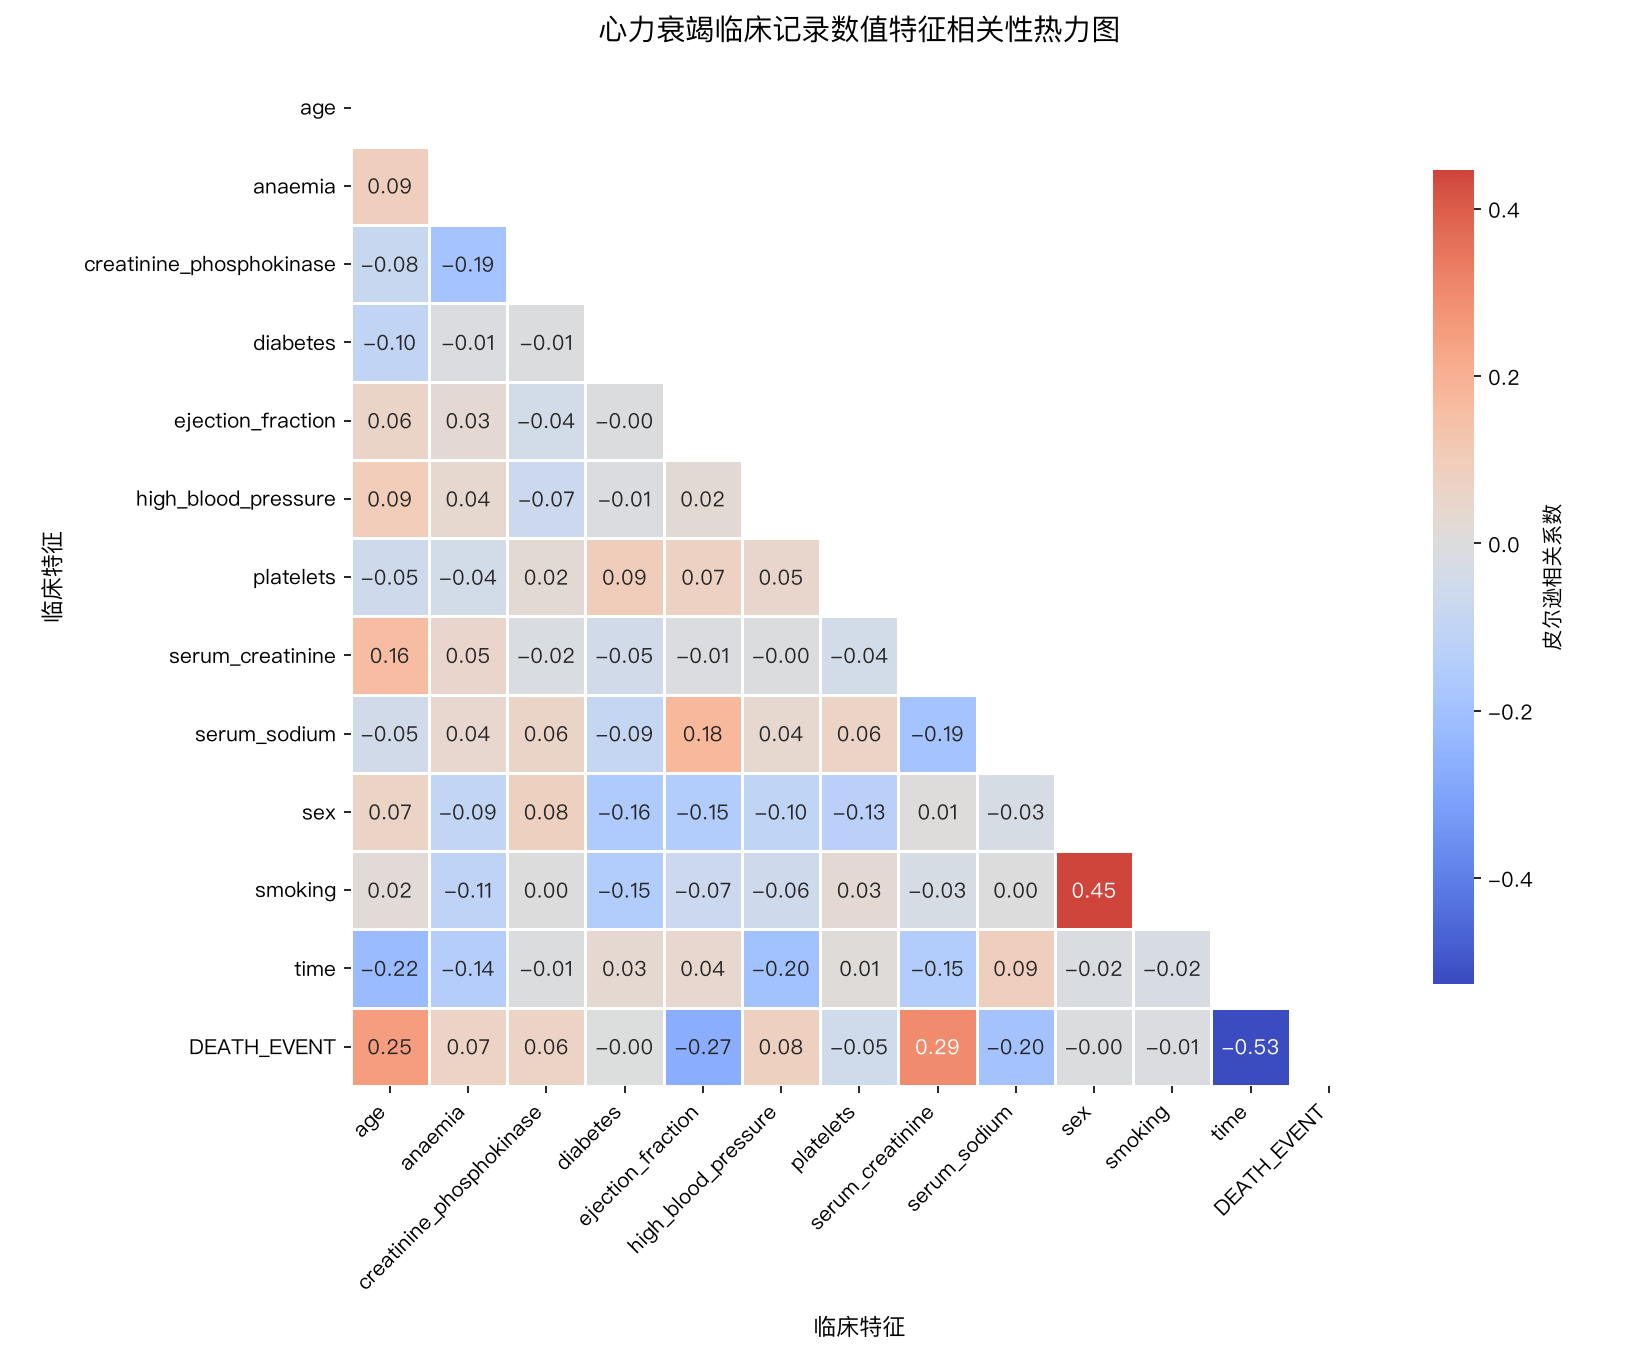 心力衰竭临床记录数值特征相关性热力图
age
anaemia 0.09
creatinine_phosphokinase −0.08 −0.19
diabetes −0.10 −0.01 −0.01
ejection_fraction 0.06 0.03 −0.04 −0.00
high_blood_pressure 0.09 0.04 −0.07 −0.01 0.02
platelets −0.05 −0.04 0.02 0.09 0.07 0.05
serum_creatinine 0.16 0.05 −0.02 −0.05 −0.01 −0.00 −0.04
serum_sodium −0.05 0.04 0.06 −0.09 0.18 0.04 0.06 −0.19
sex 0.07 −0.09 0.08 −0.16 −0.15 −0.10 −0.13 0.01 −0.03
smoking 0.02 −0.11 0.00 −0.15 −0.07 −0.06 0.03 −0.03 0.00 0.45
time −0.22 −0.14 −0.01 0.03 0.04 −0.20 0.01 −0.15 0.09 −0.02 −0.02
DEATH_EVENT 0.25 0.07 0.06 −0.00 −0.27 0.08 −0.05 0.29 −0.20 −0.00 −0.01 −0.53
age anaemia creatinine_phosphokinase diabetes ejection_fraction high_blood_pressure platelets serum_creatinine serum_sodium sex smoking time DEATH_EVENT
临床特征
临床特征
0.4
0.2
0.0
−0.2
−0.4
皮尔逊相关系数